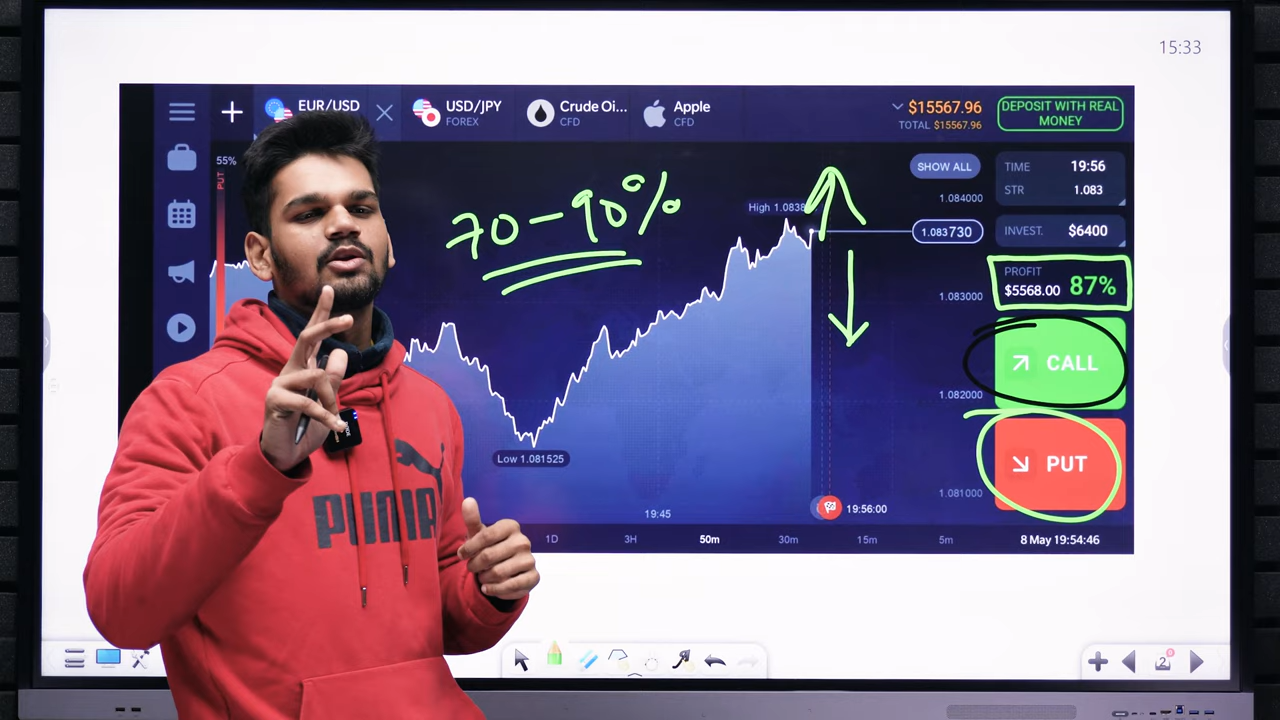 15:33
EUR/USD
USD/JPY
FOREX
Crude Oi...
CFD
Apple
CFD
$15567.96
TOTAL $15567.96
DEPOSIT WITH REAL
MONEY
55%
PUT
70-90%
High 1.0838
SHOW ALL
1.084000
1.083730
1.083000
1.082000
1.081000
TIME 19:56
STR 1.083
INVEST. $6400
PROFIT
$5568.00 87%
CALL
PUT
Low 1.081525
19:45
19:56:00
1D 3H 50m 30m 15m 5m
8 May 19:54:46
PUMA
2